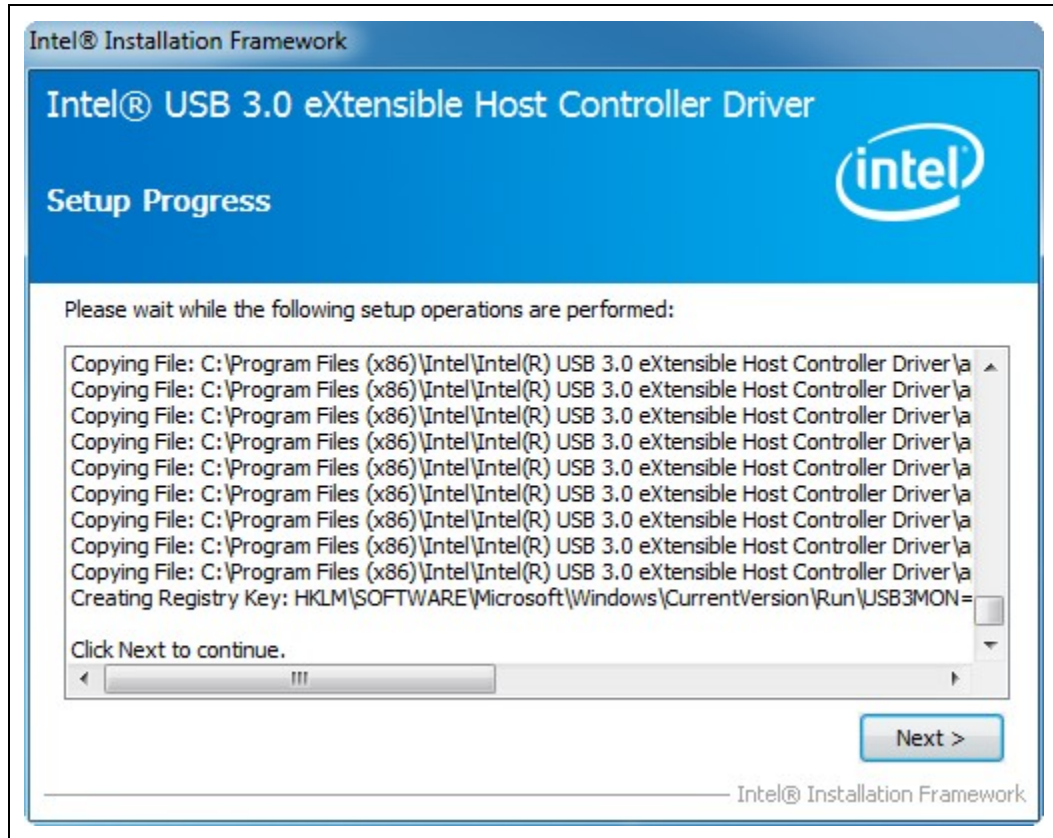 Intel® Installation Framework
Intel® USB 3.0 eXtensible Host Controller Driver
intel
Setup Progress
Please wait while the following setup operations are performed:
Copying File: C:\Program Files (x86)\Intel\Intel(R) USB 3.0 eXtensible Host Controller Driver\a
Copying File: C:\Program Files (x86)\Intel\Intel(R) USB 3.0 eXtensible Host Controller Driver\a
Copying File: C:\Program Files (x86)\Intel\Intel(R) USB 3.0 eXtensible Host Controller Driver\a
Copying File: C:\Program Files (x86)\Intel\Intel(R) USB 3.0 eXtensible Host Controller Driver\a
Copying File: C:\Program Files (x86)\Intel\Intel(R) USB 3.0 eXtensible Host Controller Driver\a
Copying File: C:\Program Files (x86)\Intel\Intel(R) USB 3.0 eXtensible Host Controller Driver\a
Copying File: C:\Program Files (x86)\Intel\Intel(R) USB 3.0 eXtensible Host Controller Driver\a
Copying File: C:\Program Files (x86)\Intel\Intel(R) USB 3.0 eXtensible Host Controller Driver\a
Copying File: C:\Program Files (x86)\Intel\Intel(R) USB 3.0 eXtensible Host Controller Driver\a
Creating Registry Key: HKLM\SOFTWARE\Microsoft\Windows\CurrentVersion\Run\USB3MON=
Click Next to continue.
Next >
Intel® Installation Framework